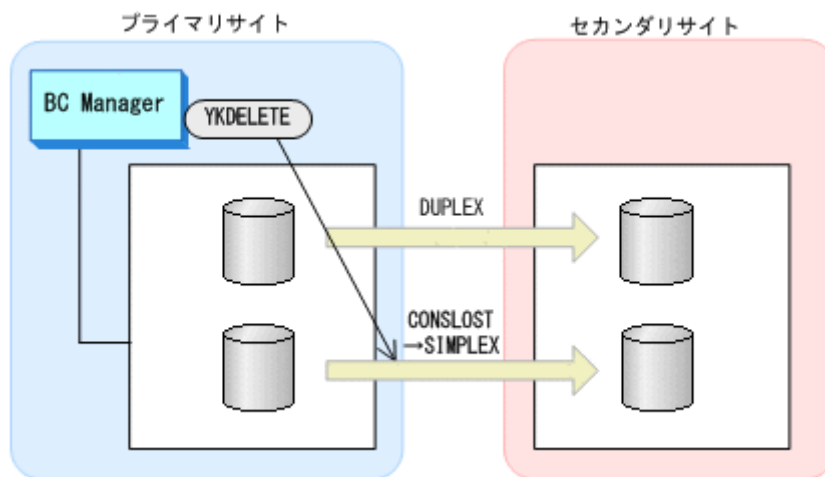 プライマリサイト
セカンダリサイト
BC Manager
YKDELETE
DUPLEX
CONSLOST
→SIMPLEX